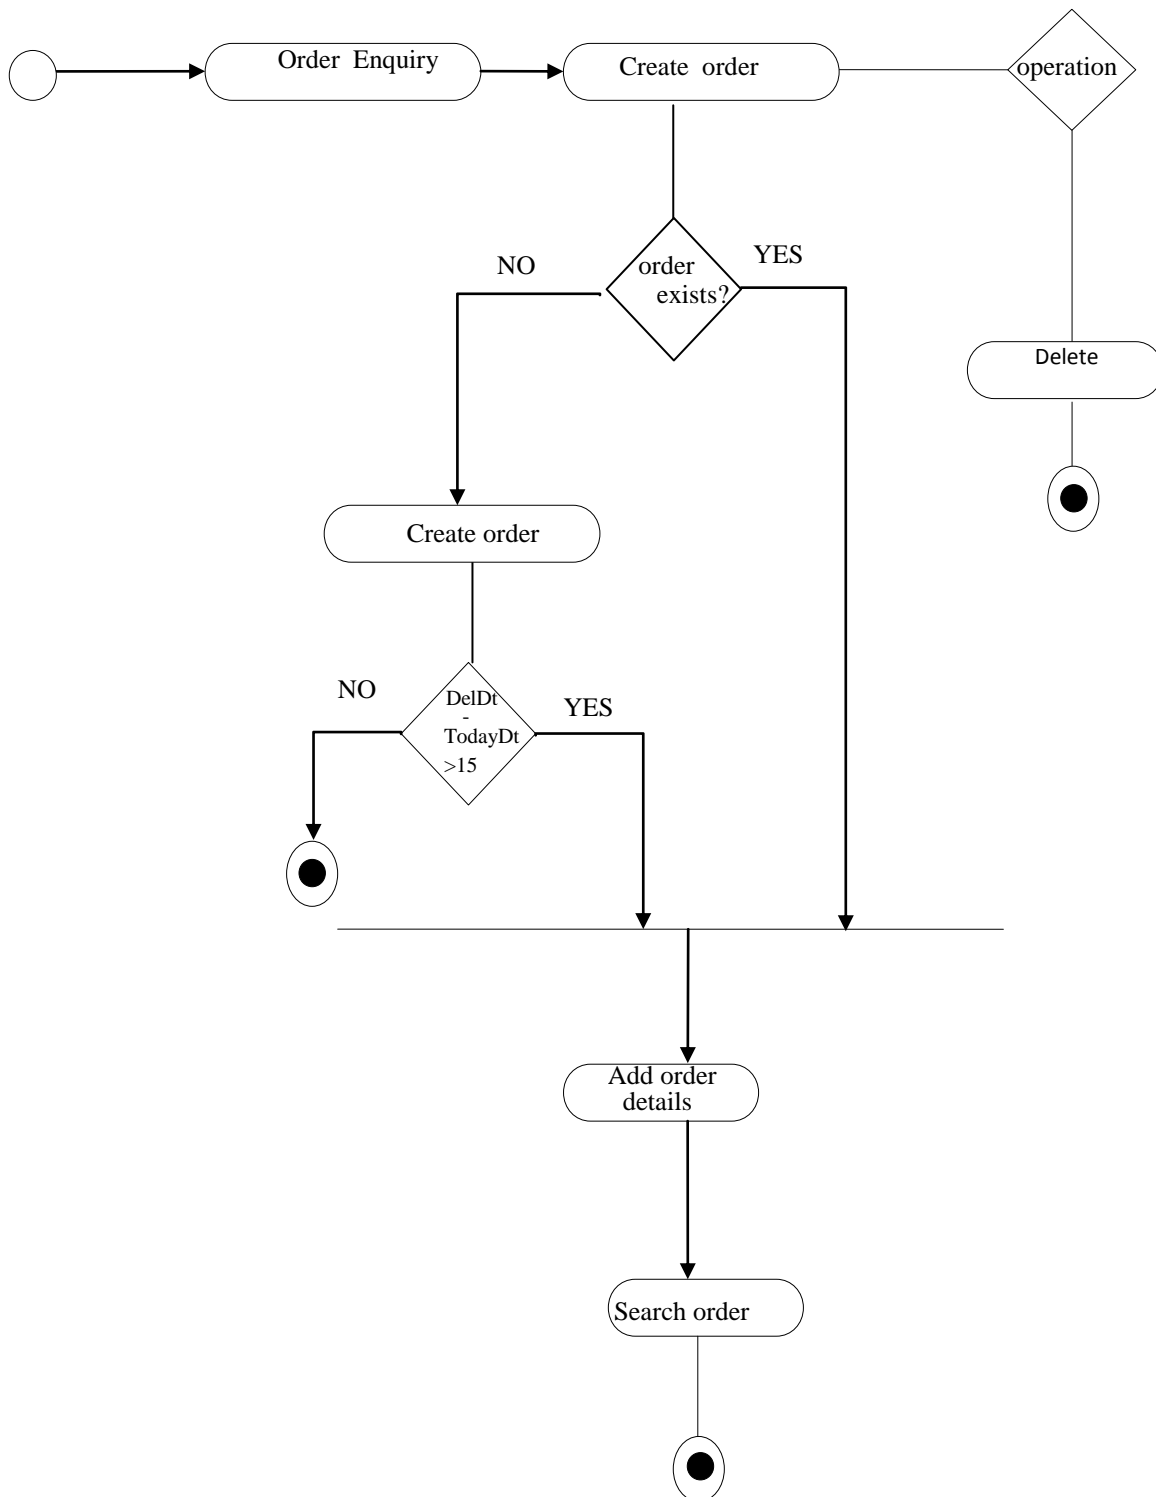 Order Enquiry
Create order
operation
NO
order
exists?
YES
Delete
Create order
NO
DelDt
-
TodayDt
>15
YES
Add order
details
Search order